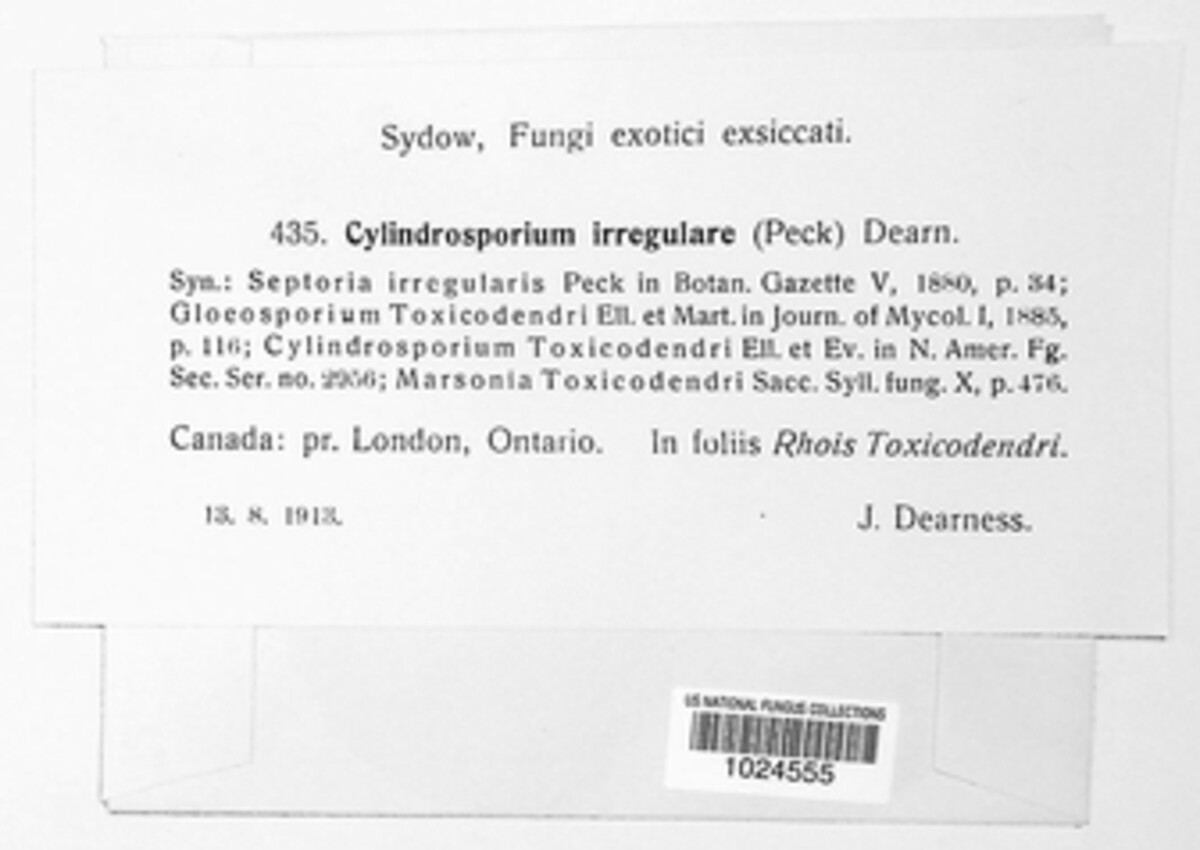 Sydow, Fungi exotici exsiccati.
435. Cylindrosporium irregulare (Peck) Dearn.
Syn.: Septoria irregularis Peck in Botan. Gazette V, 1880, p. 34;
Gloeosporium Toxicodendri Ell. et Mart. in Journ. of Mycol. I, 1885,
p. 116; Cylindrosporium Toxicodendri Ell. et Ev. in N. Amer. Fg.
Sec. Ser. no. 2956; Marsonia Toxicodendri Sacc. Syll. fung. X, p. 476.
Canada: pr. London, Ontario. In foliis Rhois Toxicodendri.
13. 8. 1913. J. Dearness.
US NATIONAL FUNGUS COLLECTIONS
1024555